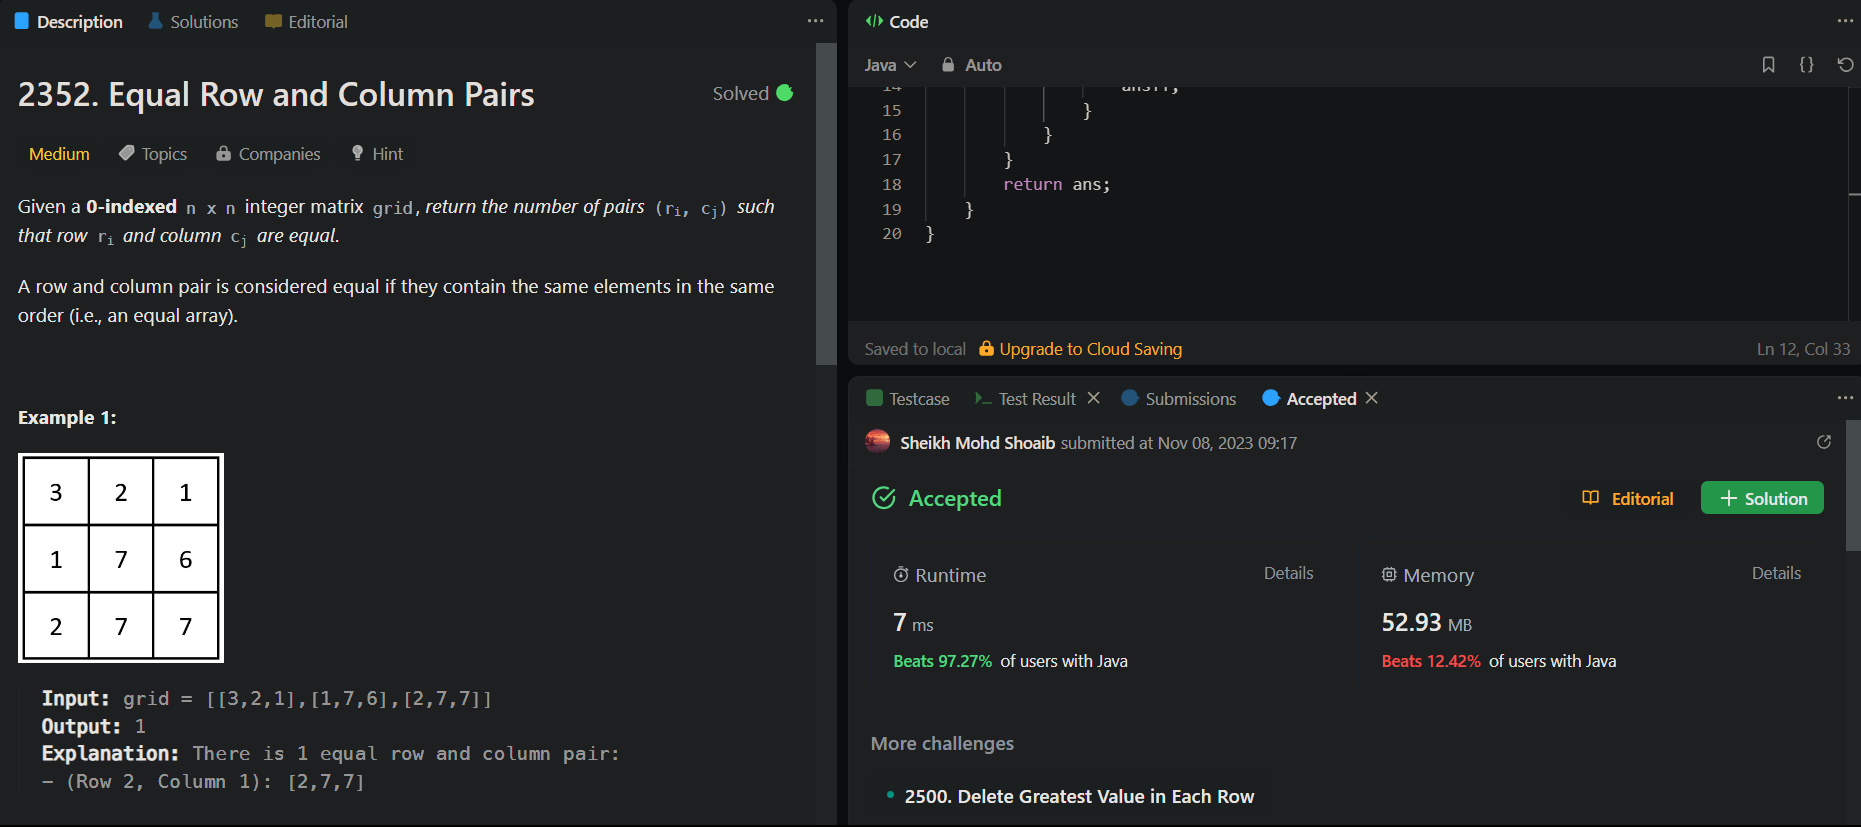 Description
Solutions
Editorial
2352. Equal Row and Column Pairs
Solved
Medium
Topics
Companies
Hint
Given a 0-indexed n x n integer matrix grid, return the number of pairs (ri, cj) such
that row ri and column cj are equal.
A row and column pair is considered equal if they contain the same elements in the same
order (i.e., an equal array).
Example 1:
3 2 1
1 7 6
2 7 7
Input: grid = [[3,2,1],[1,7,6],[2,7,7]]
Output: 1
Explanation: There is 1 equal row and column pair:
- (Row 2, Column 1): [2,7,7]
</> Code
Java
Auto
{}
14
15 }
16 }
17 }
18 return ans;
19 }
20 }
Saved to local
Upgrade to Cloud Saving
Ln 12, Col 33
Testcase
>_ Test Result
Submissions
Accepted
Sheikh Mohd Shoaib submitted at Nov 08, 2023 09:17
Accepted
Editorial
+ Solution
Runtime
Details
7 ms
Beats 97.27% of users with Java
Memory
Details
52.93 MB
Beats 12.42% of users with Java
More challenges
• 2500. Delete Greatest Value in Each Row